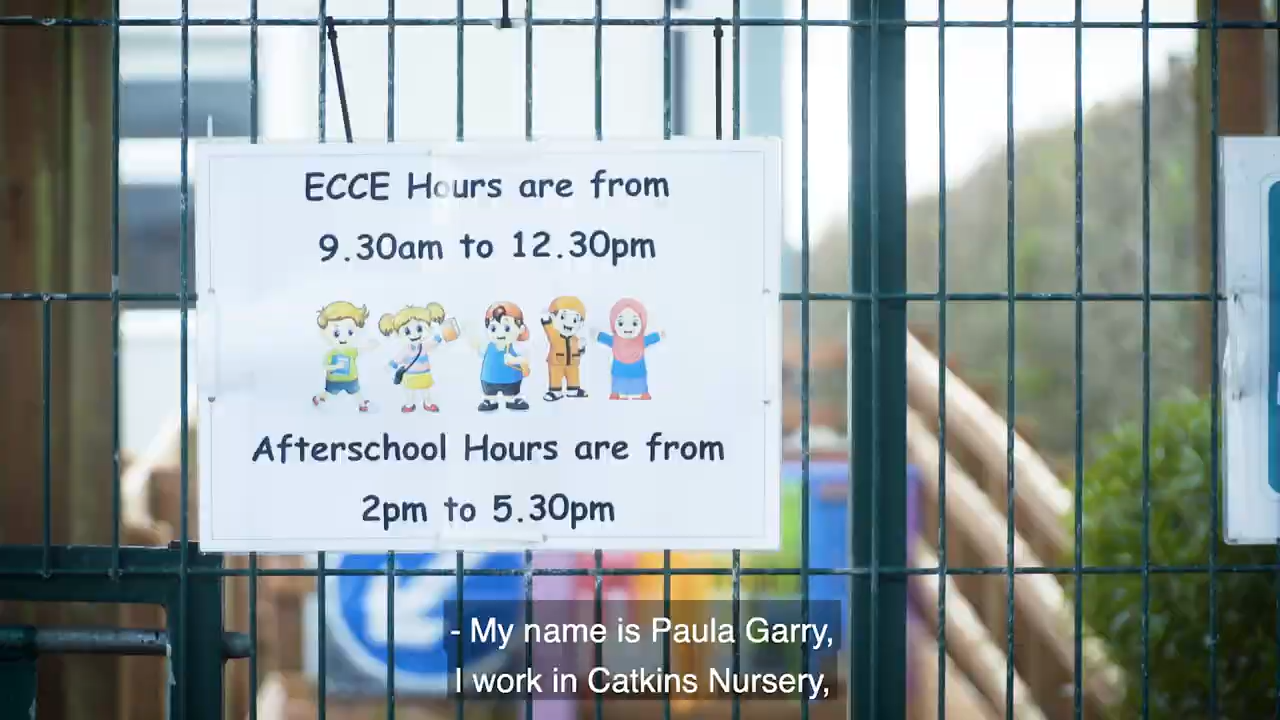 ECCE Hours are from
9.30am to 12.30pm
Afterschool Hours are from
2pm to 5.30pm
- My name is Paula Garry,
I work in Catkins Nursery,